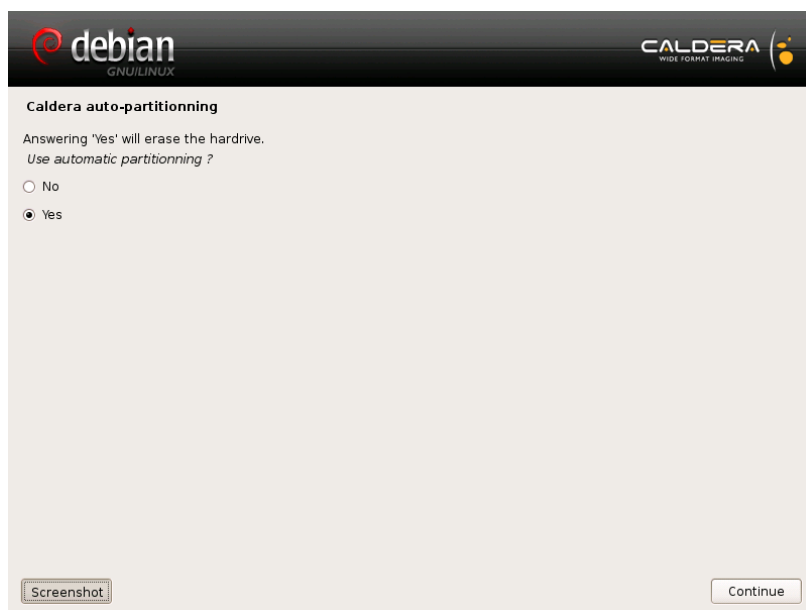 debian
GNU/LINUX
CALDERA
WIDE FORMAT IMAGING
Caldera auto-partitionning
Answering 'Yes' will erase the hardrive.
Use automatic partitionning ?
No
Yes
Screenshot
Continue